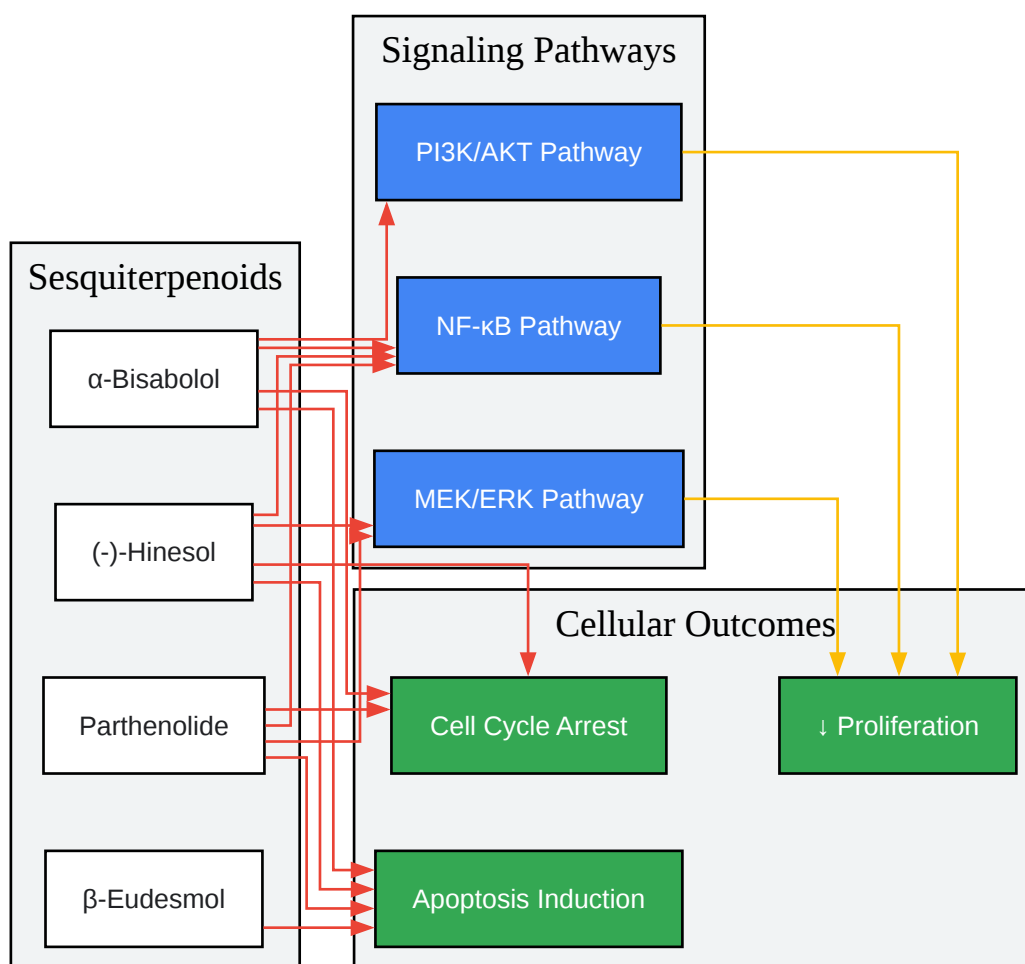 Signaling Pathways
PI3K/AKT Pathway
NF-κB Pathway
MEK/ERK Pathway
Sesquiterpenoids
α-Bisabolol
(-)-Hinesol
Parthenolide
β-Eudesmol
Cellular Outcomes
Cell Cycle Arrest
↓ Proliferation
Apoptosis Induction